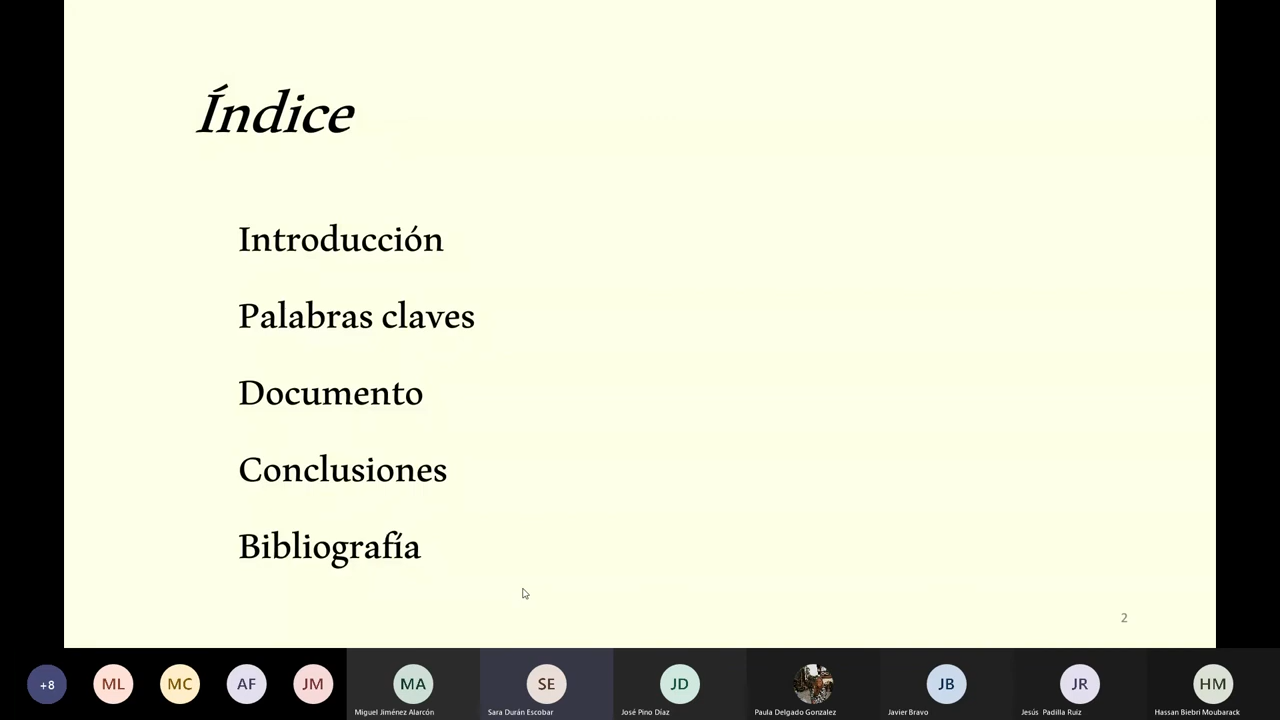 Índice
Introducción
Palabras claves
Documento
Conclusiones
Bibliografía
2
+8
ML
MC
AF
JM
MA
SE
JD
JB
JR
HM
Miguel Jiménez Alarcón
Sara Durán Escobar
José Pino Díaz
Paula Delgado Gonzalez
Javier Bravo
Jesús Padilla Ruiz
Hassan Biebri Moubarack